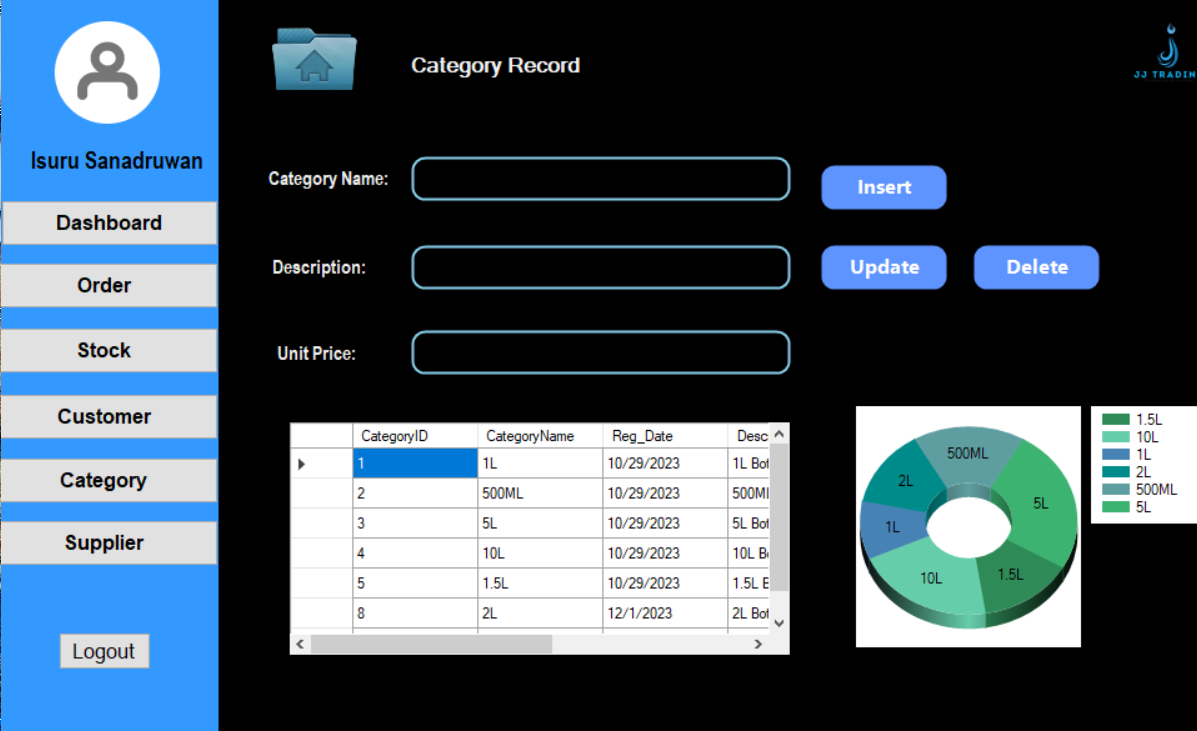 Isuru Sanadruwan
Dashboard
Order
Stock
Customer
Category
Supplier
Logout
Category Record
JJ TRADIN
Category Name:
Insert
Description:
Update
Delete
Unit Price:
CategoryID CategoryName Reg_Date Desc
1 1L 10/29/2023 1L Bot
2 500ML 10/29/2023 500Ml
3 5L 10/29/2023 5L Bot
4 10L 10/29/2023 10L B
5 1.5L 10/29/2023 1.5L E
8 2L 12/1/2023 2L Bot
500ML
2L
5L
1L
10L
1.5L
1.5L
10L
1L
2L
500ML
5L